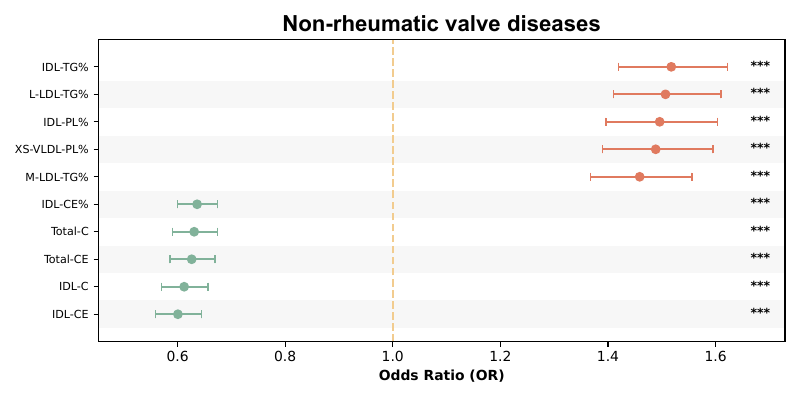 Non-rheumatic valve diseases
IDL-TG% ***
L-LDL-TG% ***
IDL-PL% ***
XS-VLDL-PL% ***
M-LDL-TG% ***
IDL-CE% ***
Total-C ***
Total-CE ***
IDL-C ***
IDL-CE ***
0.6 0.8 1.0 1.2 1.4 1.6
Odds Ratio (OR)